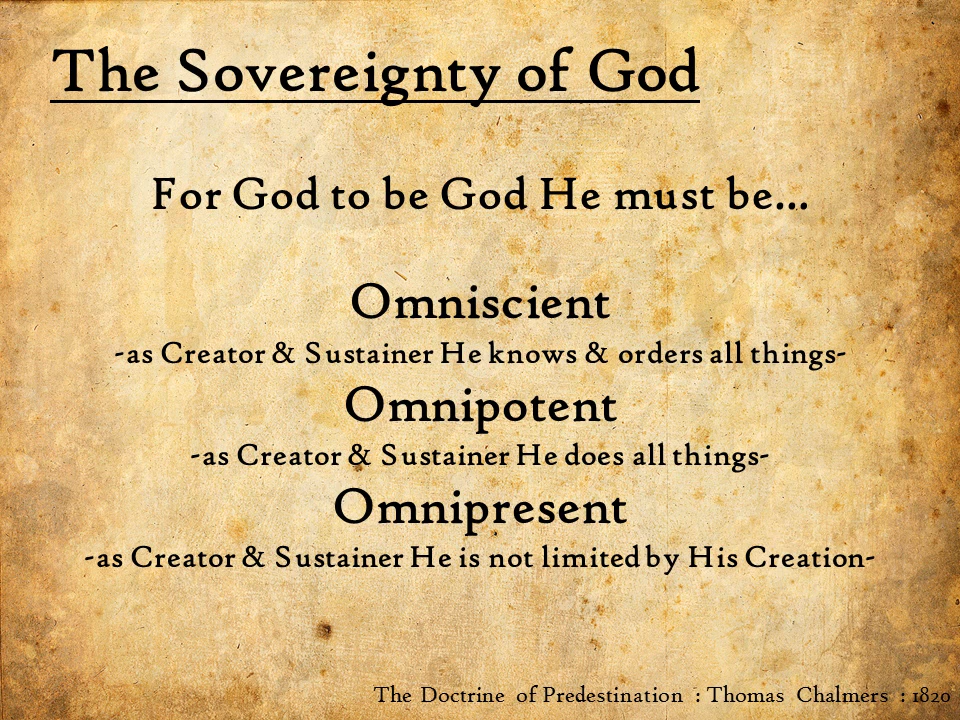 The Sovereignty of God
For God to be God He must be...
Omniscient
-as Creator & Sustainer He knows & orders all things-
Omnipotent
-as Creator & Sustainer He does all things-
Omnipresent
-as Creator & Sustainer He is not limited by His Creation-
The Doctrine of Predestination : Thomas Chalmers : 1820